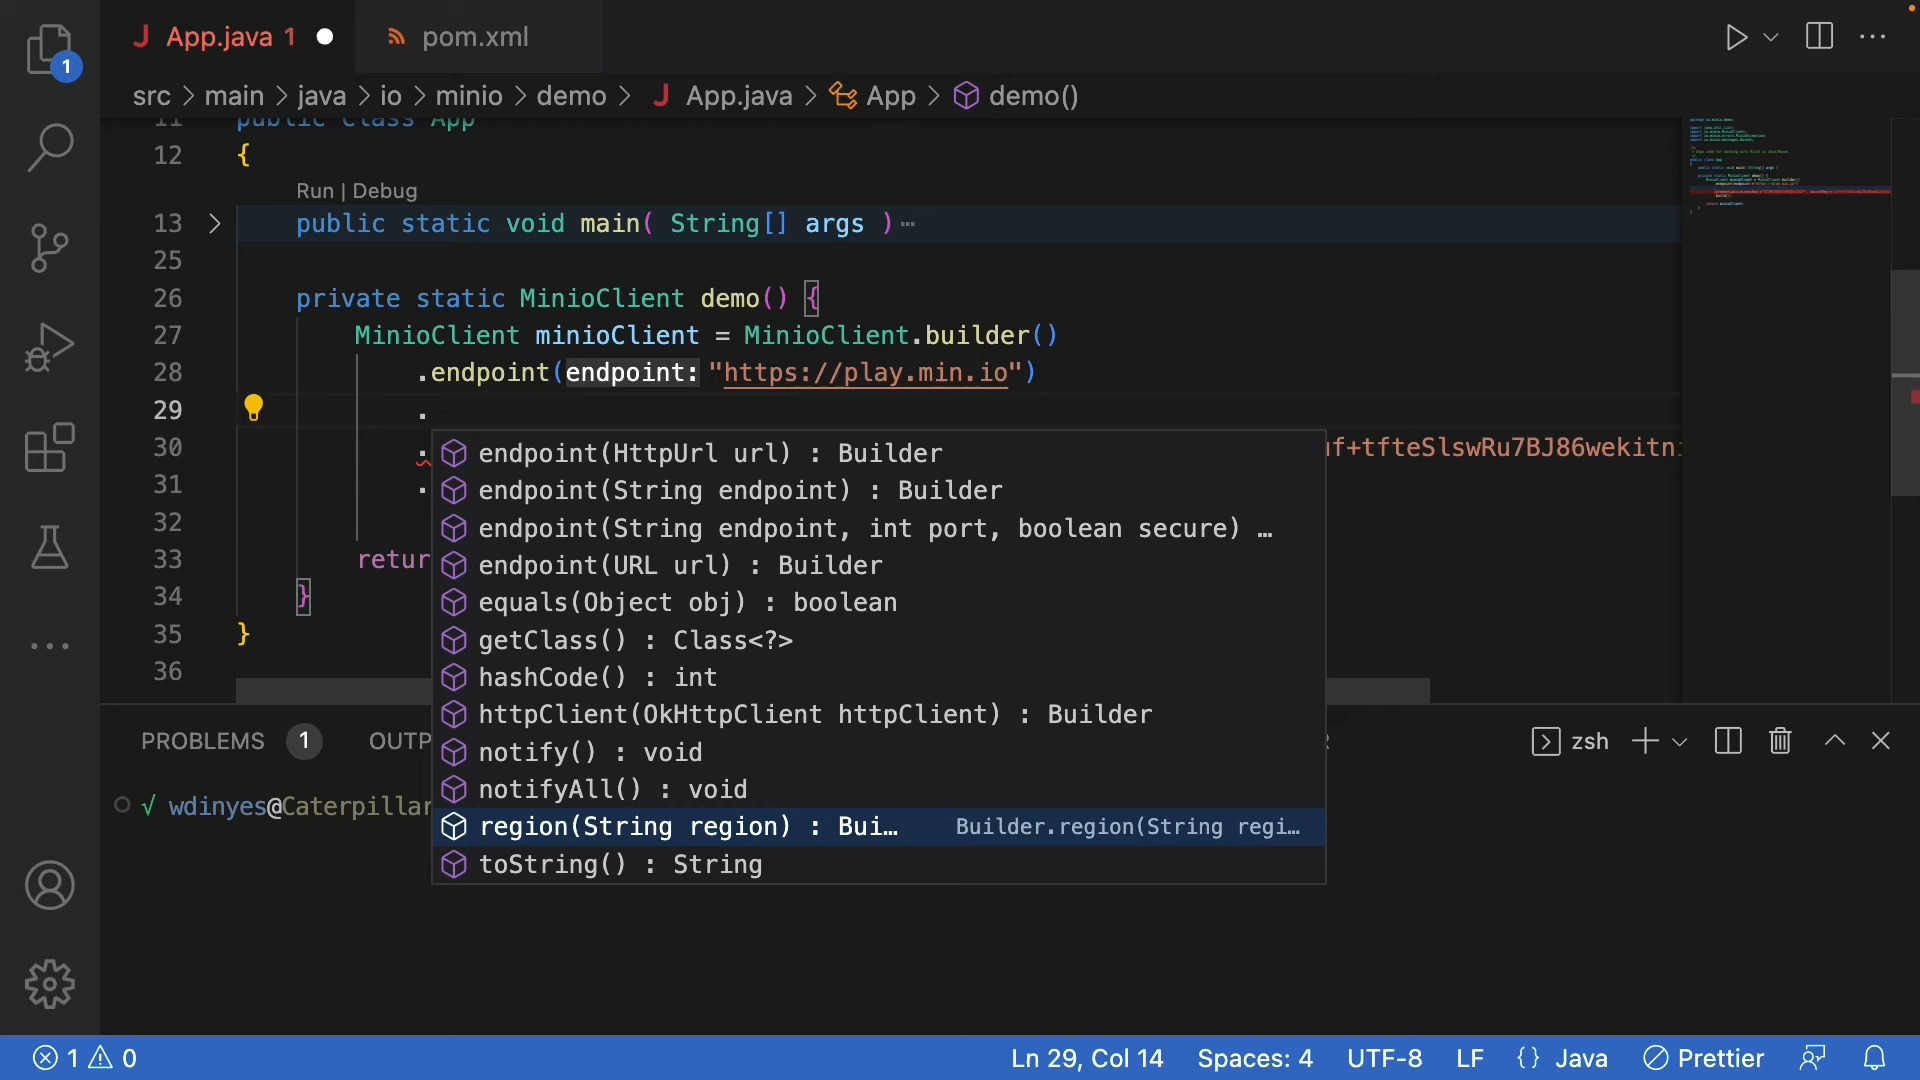 App.java 1
pom.xml
1
src > main > java > io > minio > demo > App.java > App > demo()
11 public class App
12 {
Run | Debug
13 public static void main( String[] args )
25
26 private static MinioClient demo() {
27 MinioClient minioClient = MinioClient.builder()
28 .endpoint(endpoint: "https://play.min.io")
29 .
30 . f+tfteSlswRu7BJ86wekitn
31 .
32
33 retur
34 }
35 }
36
endpoint(HttpUrl url) : Builder
endpoint(String endpoint) : Builder
endpoint(String endpoint, int port, boolean secure) …
endpoint(URL url) : Builder
equals(Object obj) : boolean
getClass() : Class<?>
hashCode() : int
httpClient(OkHttpClient httpClient) : Builder
notify() : void
notifyAll() : void
region(String region) : Bui… Builder.region(String regi…
toString() : String
PROBLEMS 1 OUTP
zsh
√ wdinyes@Caterpillar
1 0
Ln 29, Col 14 Spaces: 4 UTF-8 LF {} Java Prettier